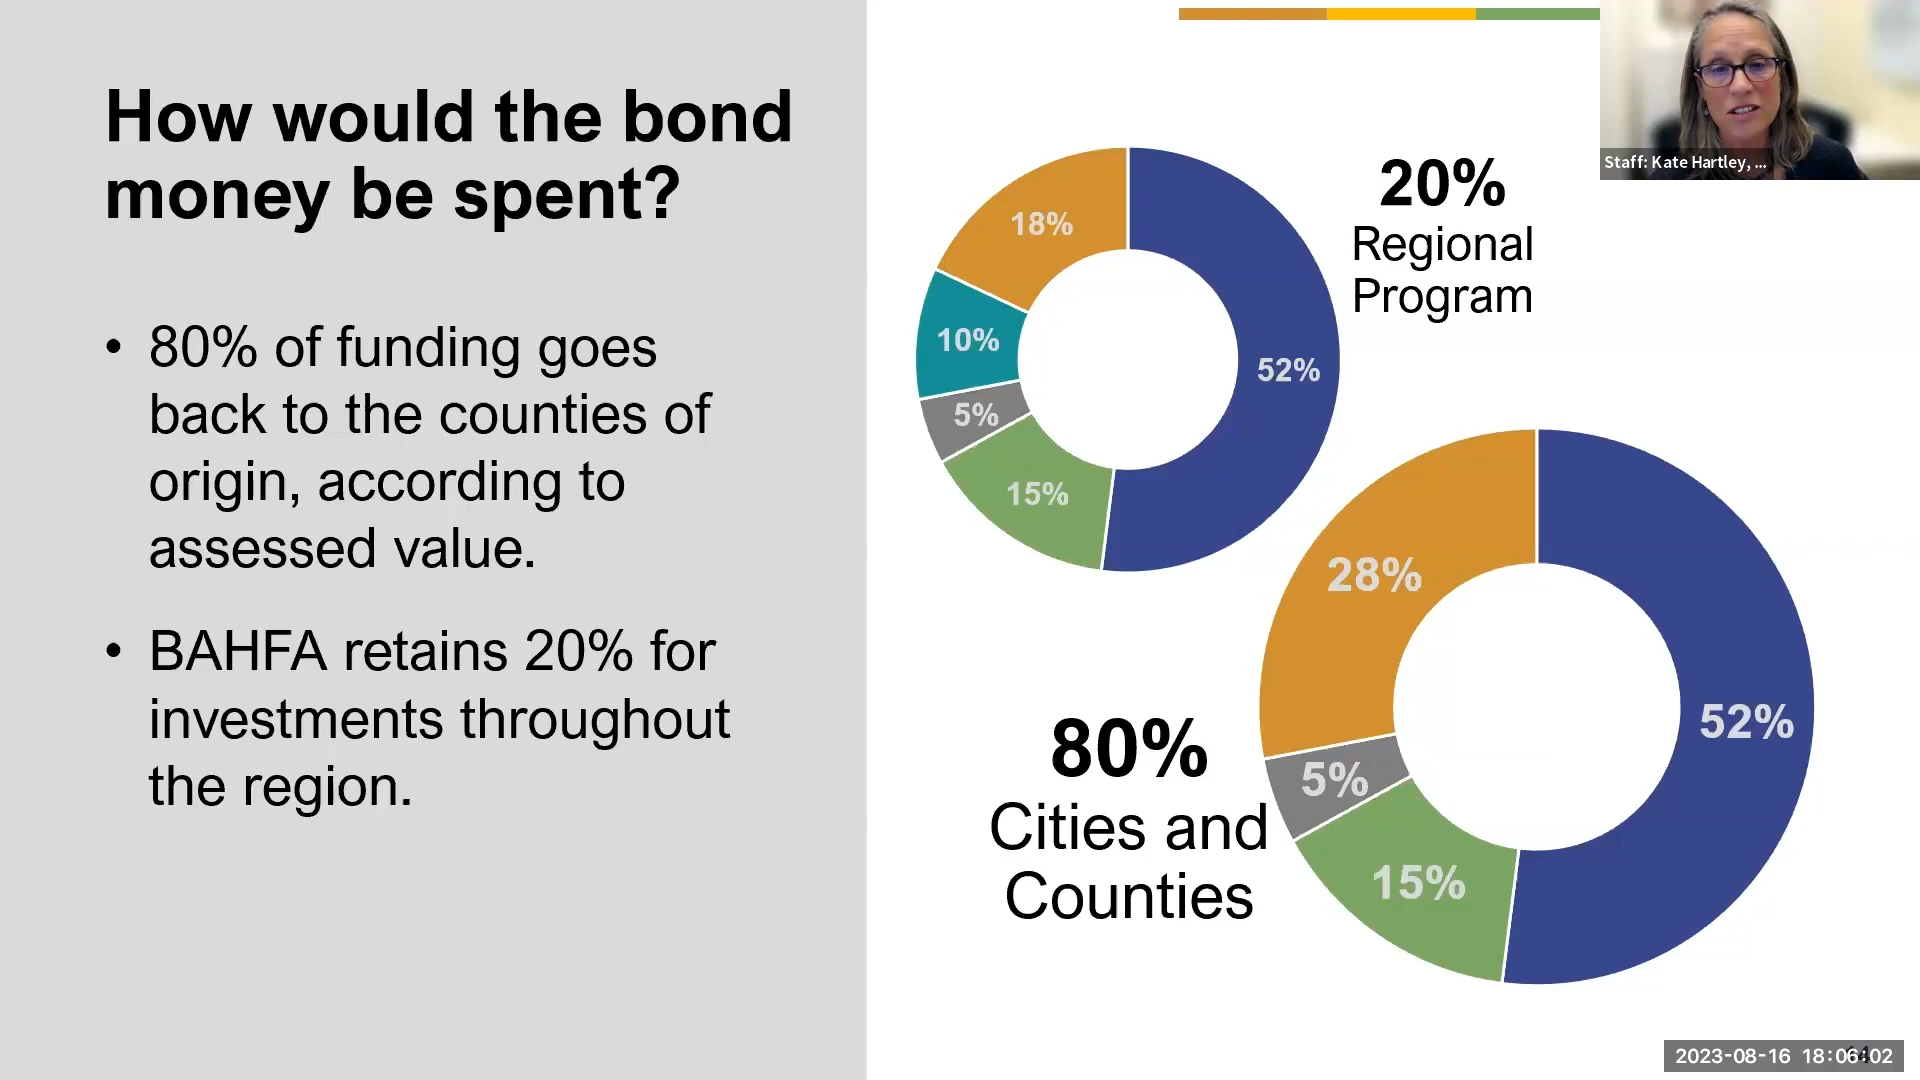 How would the bond
money be spent?
• 80% of funding goes
back to the counties of
origin, according to
assessed value.
• BAHFA retains 20% for
investments throughout
the region.
20%
Regional
Program
18%
10%
5%
15%
52%
80%
Cities and
Counties
28%
5%
15%
52%
Staff: Kate Hartley, ...
2023-08-16 18:06:02